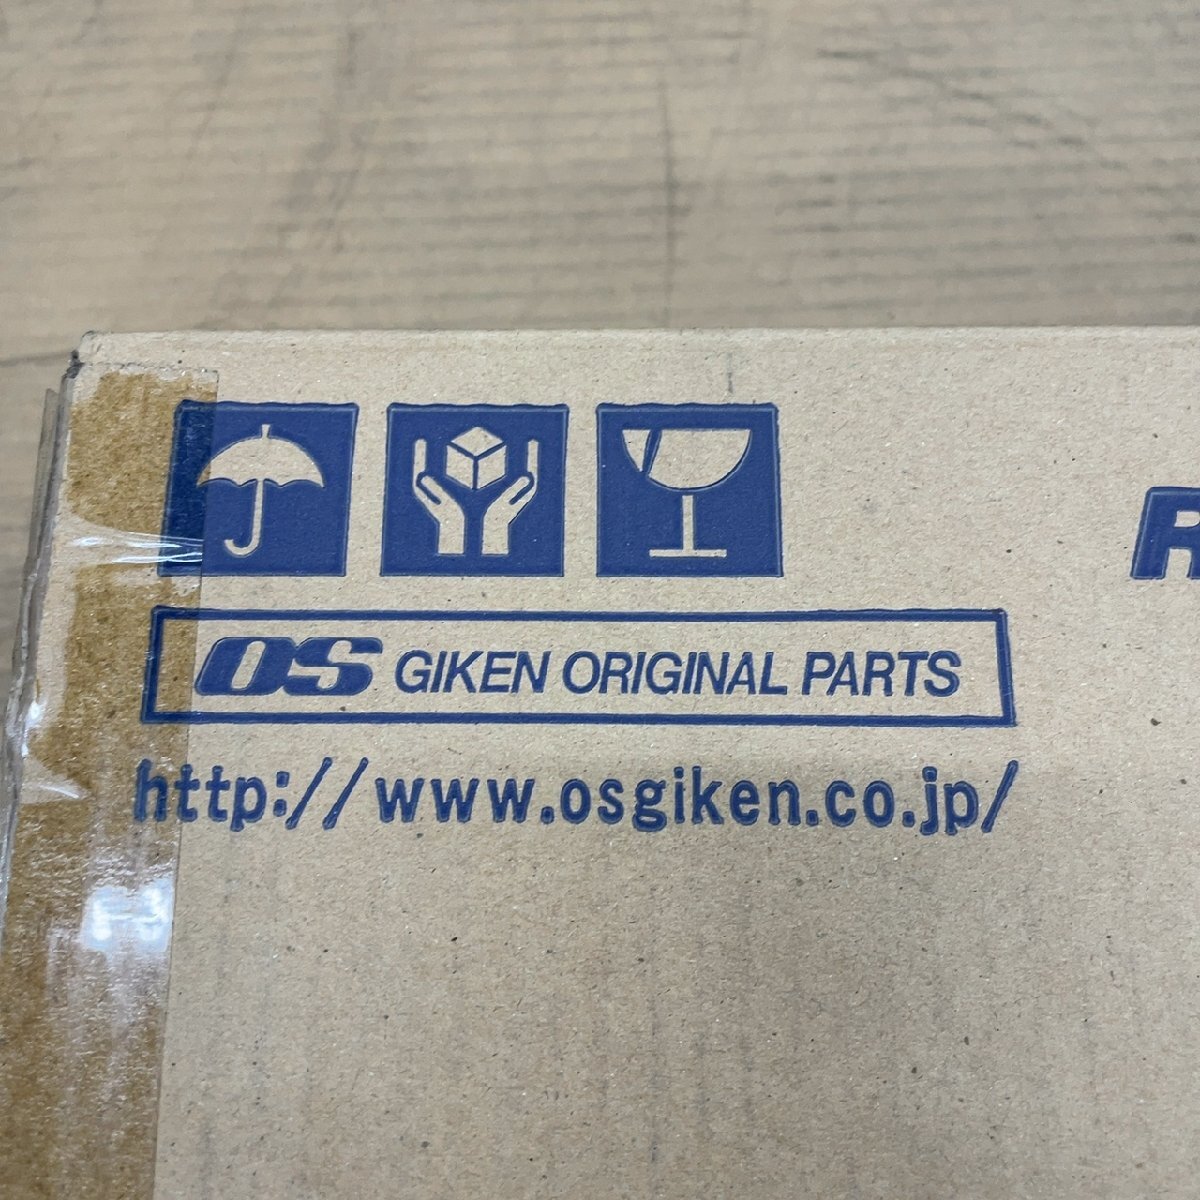 OS GIKEN ORIGINAL PARTS
http://www.osgiken.co.jp/